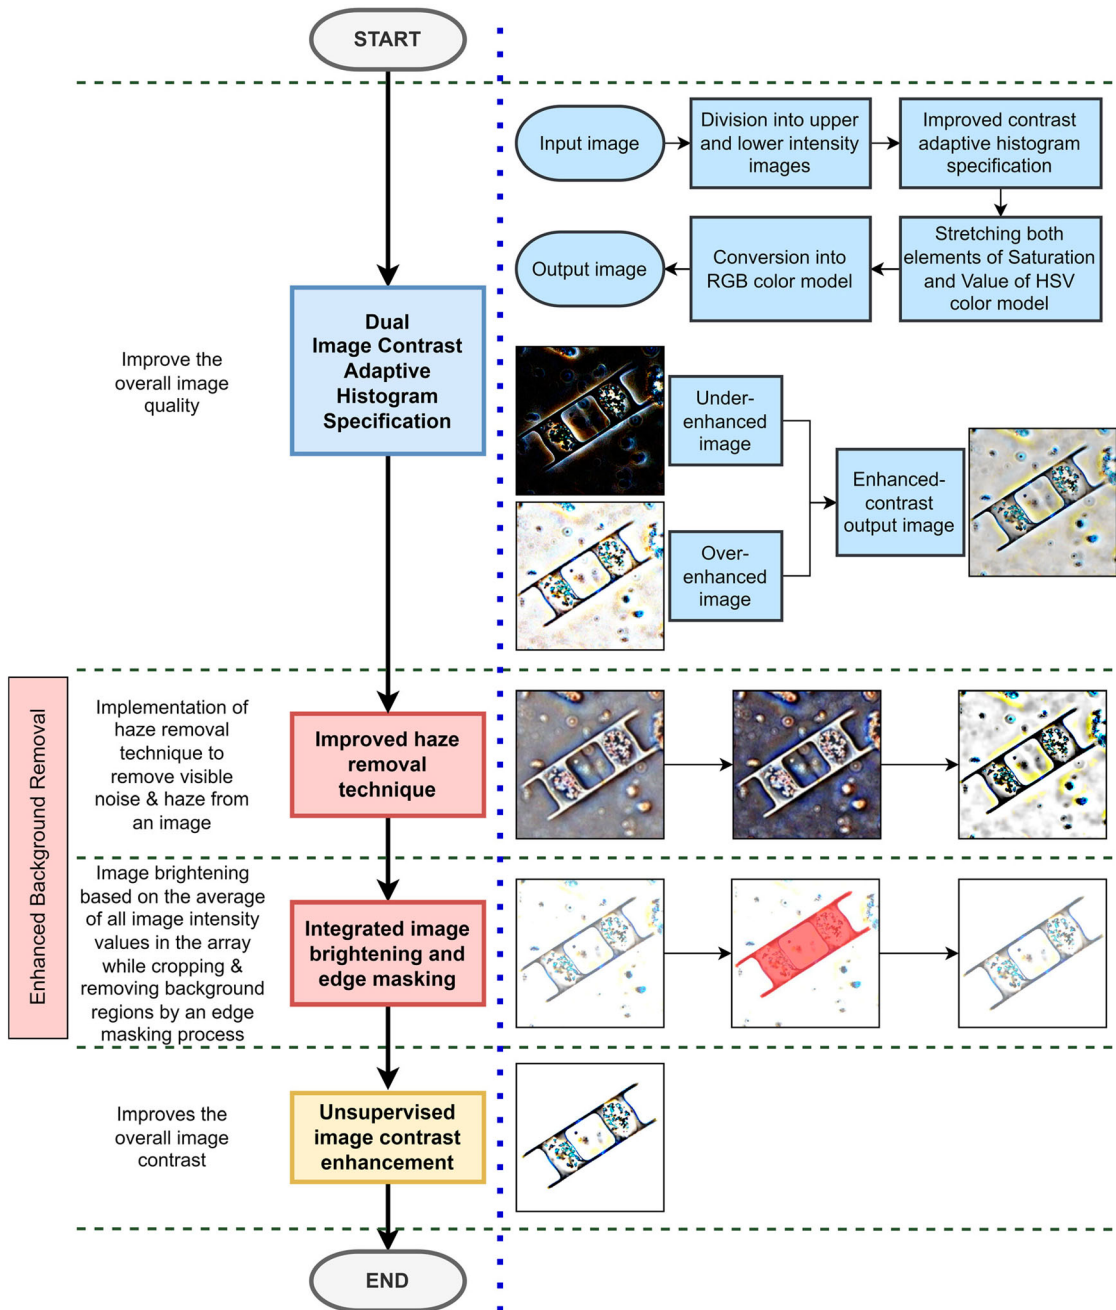 START
Input image
Division into upper
and lower intensity
images
Improved contrast
adaptive histogram
specification
Output image
Conversion into
RGB color model
Stretching both
elements of Saturation
and Value of HSV
color model
Improve the
overall image
quality
Dual
Image Contrast
Adaptive
Histogram
Specification
Under-
enhanced
image
Over-
enhanced
image
Enhanced-
contrast
output image
Enhanced Background Removal
Implementation of
haze removal
technique to
remove visible
noise & haze from
an image
Improved haze
removal
technique
Image brightening
based on the average
of all image intensity
values in the array
while cropping &
removing background
regions by an edge
masking process
Integrated image
brightening and
edge masking
Improves the
overall image
contrast
Unsupervised
image contrast
enhancement
END